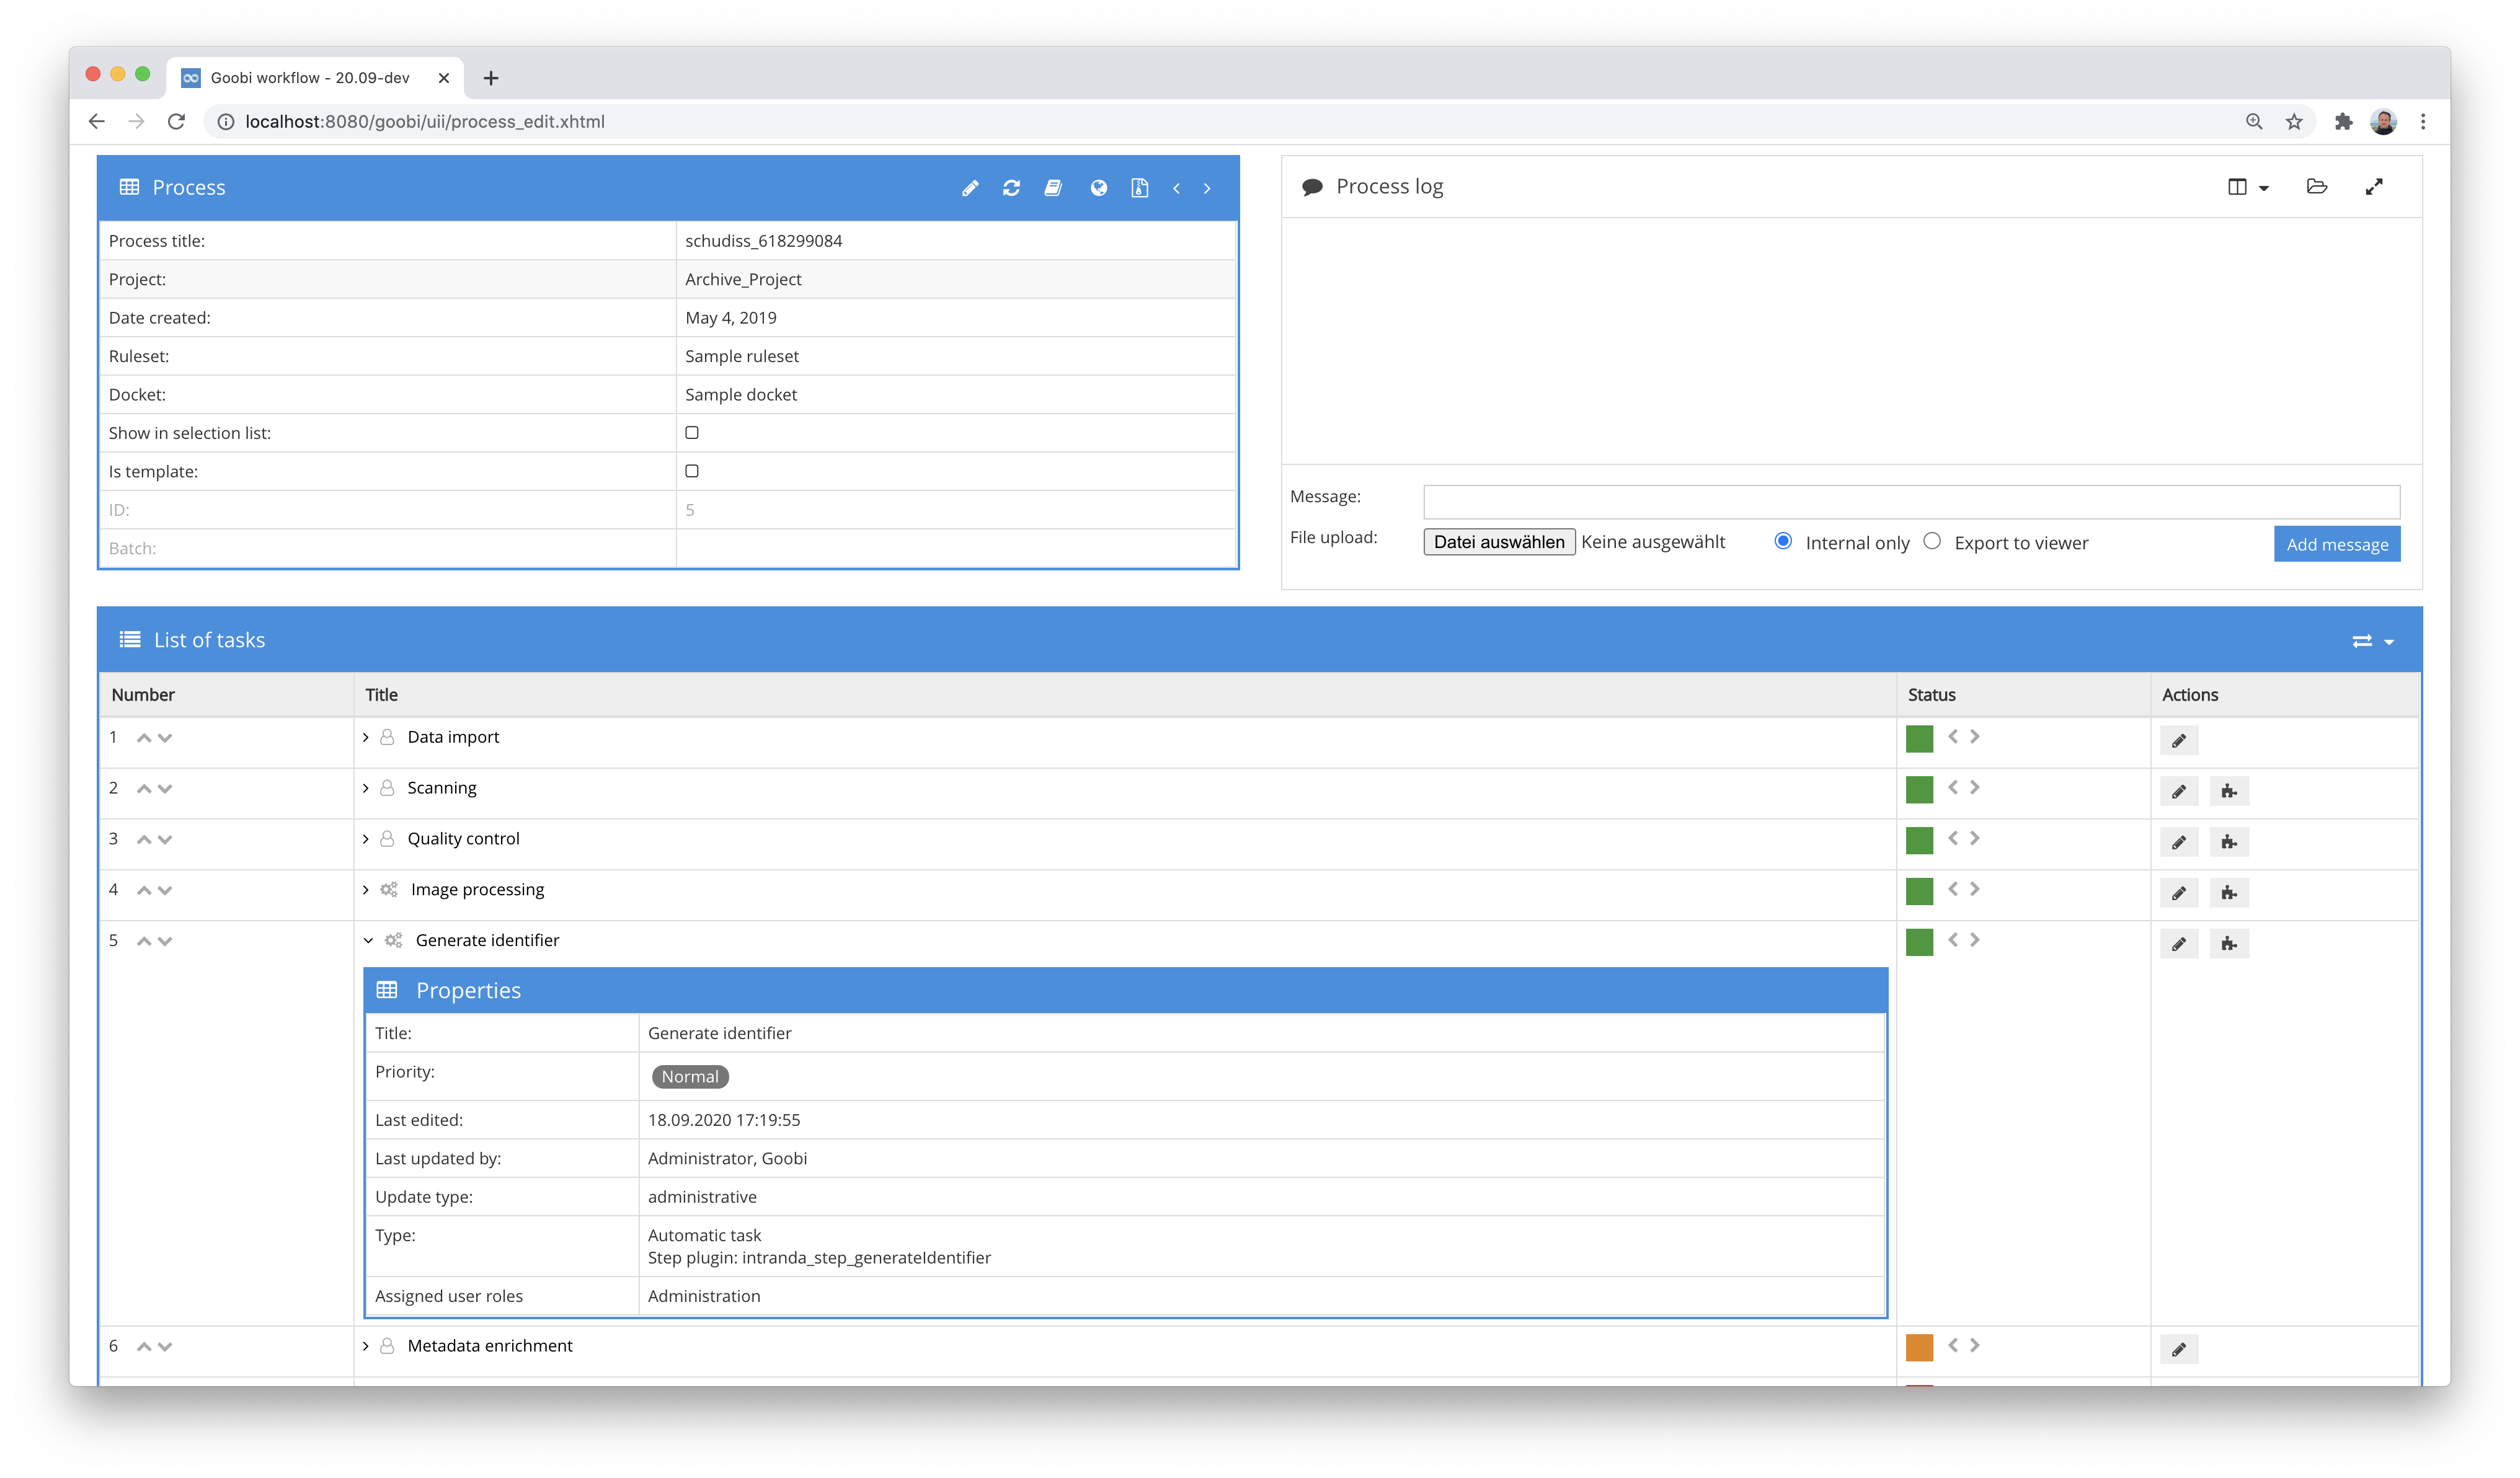 Goobi workflow - 20.09-dev
localhost:8080/goobi/uii/process_edit.xhtml
Process
Process title: schudiss_618299084
Project: Archive_Project
Date created: May 4, 2019
Ruleset: Sample ruleset
Docket: Sample docket
Show in selection list:
Is template:
ID: 5
Batch:
Process log
Message:
File upload: Datei auswählen Keine ausgewählt Internal only Export to viewer Add message
List of tasks
Number Title Status Actions
1 Data import
2 Scanning
3 Quality control
4 Image processing
5 Generate identifier
Properties
Title: Generate identifier
Priority: Normal
Last edited: 18.09.2020 17:19:55
Last updated by: Administrator, Goobi
Update type: administrative
Type: Automatic task
Step plugin: intranda_step_generateIdentifier
Assigned user roles Administration
6 Metadata enrichment